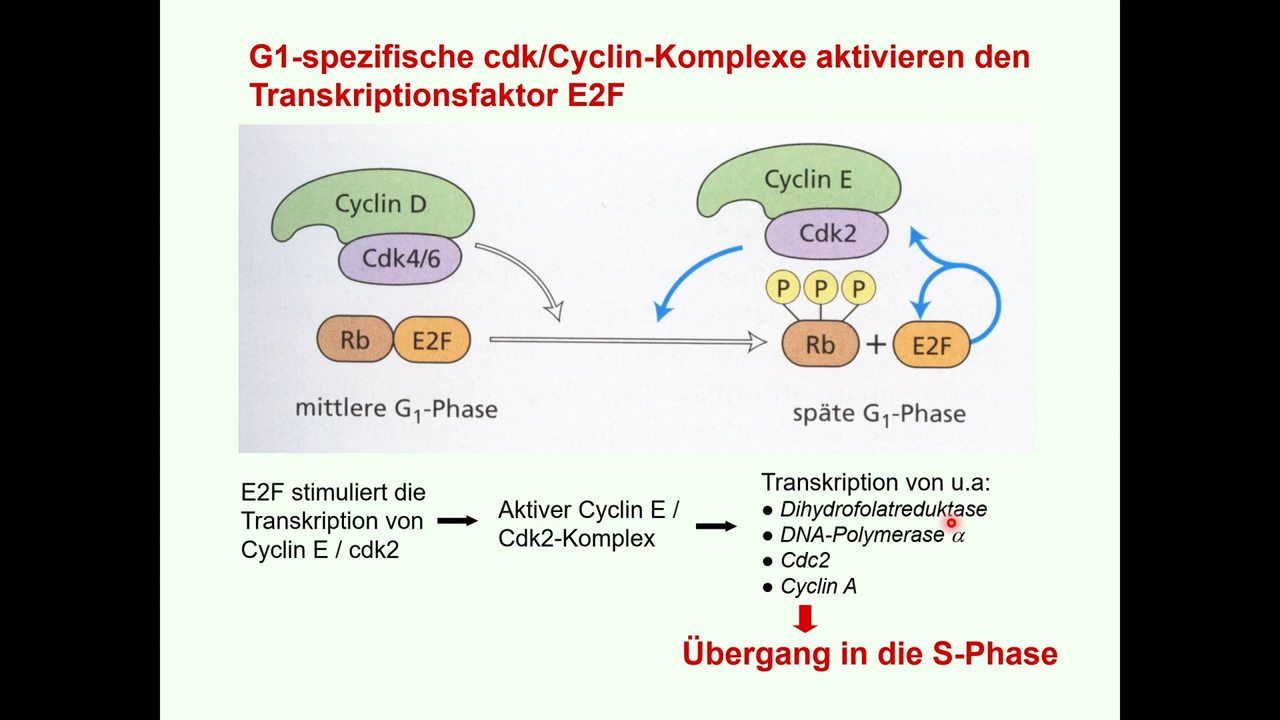 G1-spezifische cdk/Cyclin-Komplexe aktivieren den
Transkriptionsfaktor E2F
Cyclin D
Cdk4/6
Rb
E2F
mittlere G₁-Phase
Cyclin E
Cdk2
P P P
Rb + E2F
späte G₁-Phase
E2F stimuliert die
Transkription von
Cyclin E / cdk2
Aktiver Cyclin E /
Cdk2-Komplex
Transkription von u.a:
● Dihydrofolatreduktase
● DNA-Polymerase α
● Cdc2
● Cyclin A
Übergang in die S-Phase